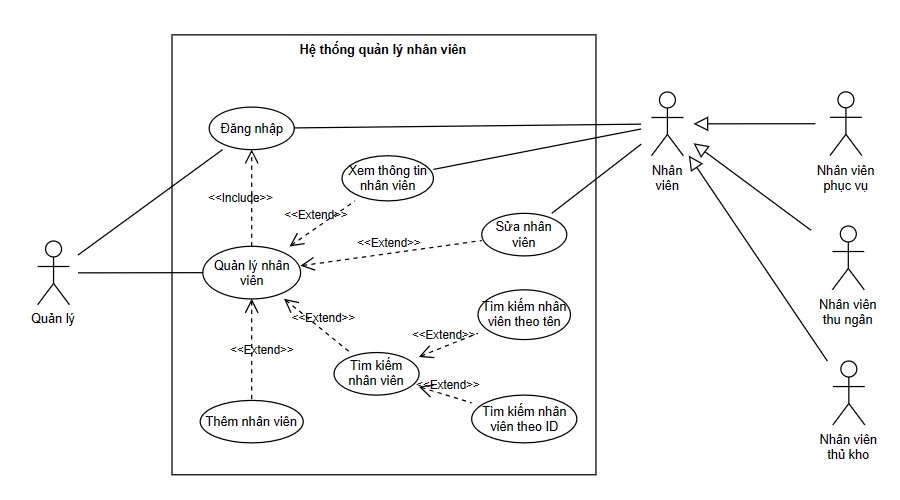 Hệ thống quản lý nhân viên
Đăng nhập
Xem thông tin
nhân viên
<<Include>>
<<Extend>>
Sửa nhân
viên
<<Extend>>
Quản lý nhân
viên
Quản lý
Tìm kiếm nhân
viên theo tên
<<Extend>>
<<Extend>>
<<Extend>>
Tìm kiếm
nhân viên
<<Extend>>
Thêm nhân viên
Tìm kiếm nhân
viên theo ID
Nhân
viên
Nhân viên
phục vụ
Nhân viên
thu ngân
Nhân viên
thủ kho